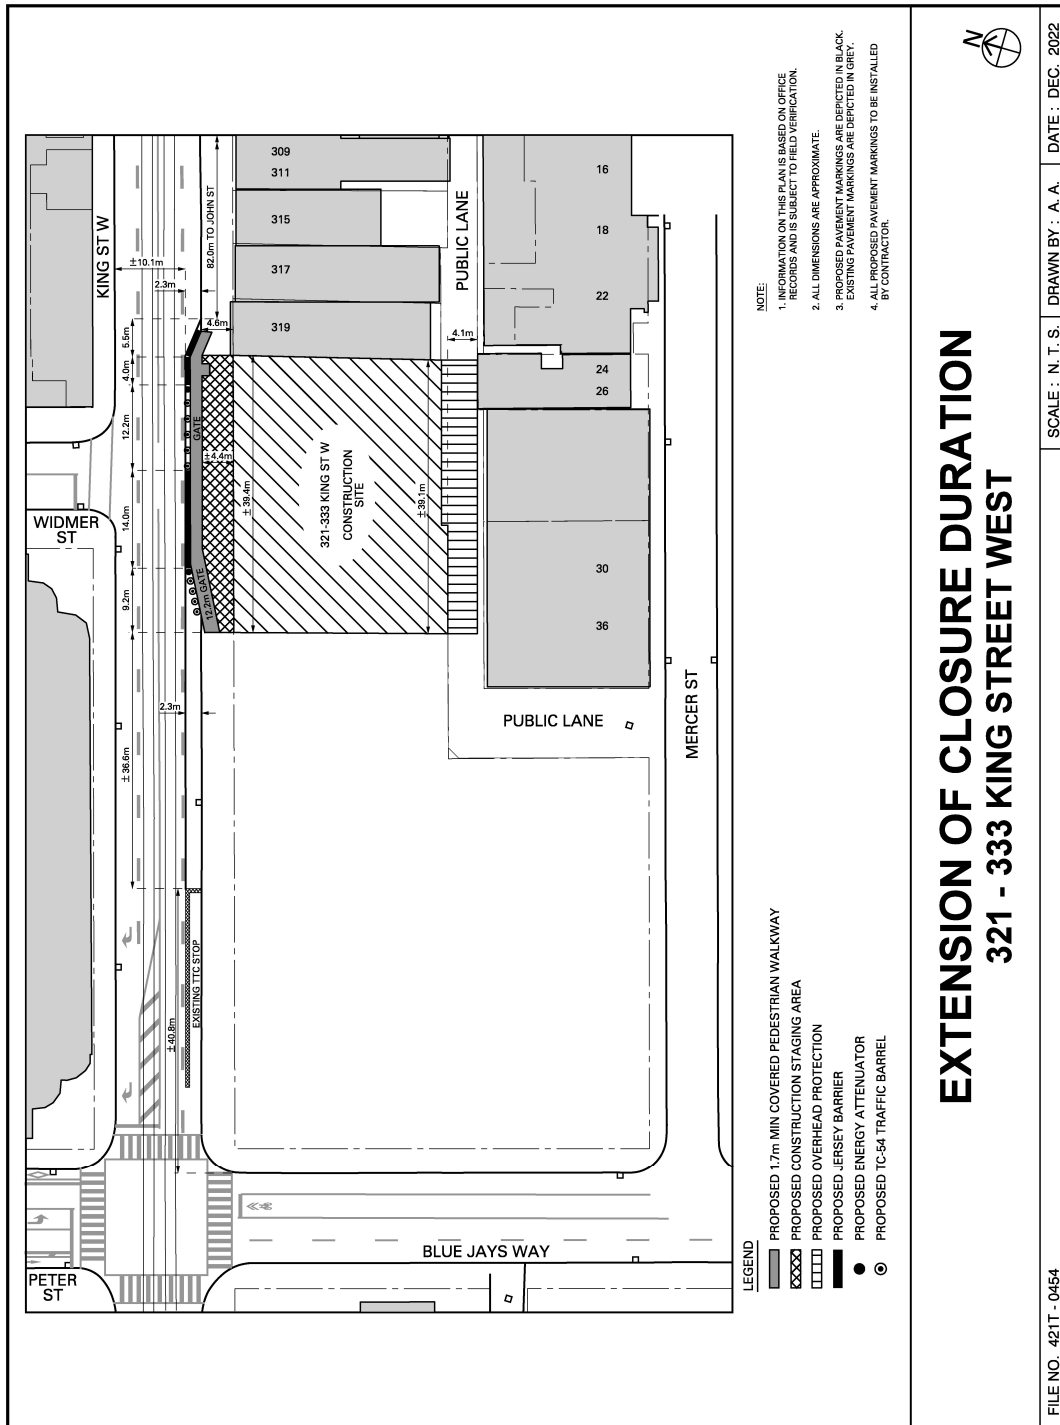 KING ST W
±10.1m
2.3m
82.0m TO JOHN ST
309
311
315
317
319
PUBLIC LANE
16
18
22
24
26
5.5m
4.0m
12.2m
14.0m
9.2m
±36.6m
4.6m
4.1m
GATE
±4.4m
±39.4m
321-333 KING ST W
CONSTRUCTION
SITE
±39.1m
12.2m GATE
WIDMER
ST
30
36
2.3m
PUBLIC LANE
MERCER ST
±40.8m
EXISTING TTC STOP
BLUE JAYS WAY
PETER
ST
NOTE:
1. INFORMATION ON THIS PLAN IS BASED ON OFFICE
RECORDS AND IS SUBJECT TO FIELD VERIFICATION.
2. ALL DIMENSIONS ARE APPROXIMATE.
3. PROPOSED PAVEMENT MARKINGS ARE DEPICTED IN BLACK.
EXISTING PAVEMENT MARKINGS ARE DEPICTED IN GREY.
4. ALL PROPOSED PAVEMENT MARKINGS TO BE INSTALLED
BY CONTRACTOR.
LEGEND
PROPOSED 1.7m MIN COVERED PEDESTRIAN WALKWAY
PROPOSED CONSTRUCTION STAGING AREA
PROPOSED OVERHEAD PROTECTION
PROPOSED JERSEY BARRIER
PROPOSED ENERGY ATTENUATOR
PROPOSED TC-54 TRAFFIC BARREL
N
EXTENSION OF CLOSURE DURATION
321 - 333 KING STREET WEST
FILE NO. 421T - 0454
SCALE : N. T. S.
DRAWN BY : A. A.
DATE : DEC. 2022